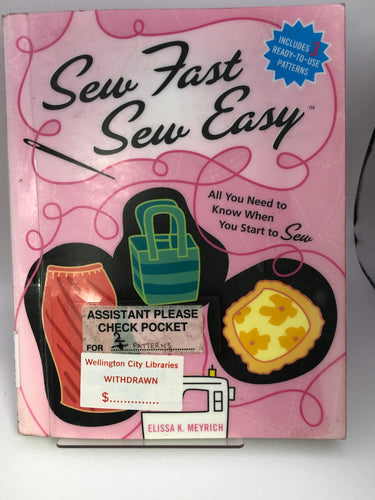 INCLUDES 3
READY-TO-USE
PATTERNS
Sew Fast
Sew Easy™
All You Need to
Know When
You Start to Sew
ASSISTANT PLEASE
CHECK POCKET
FOR 2 PATTERNS
Wellington City Libraries
WITHDRAWN
$..............
ELISSA K. MEYRICH